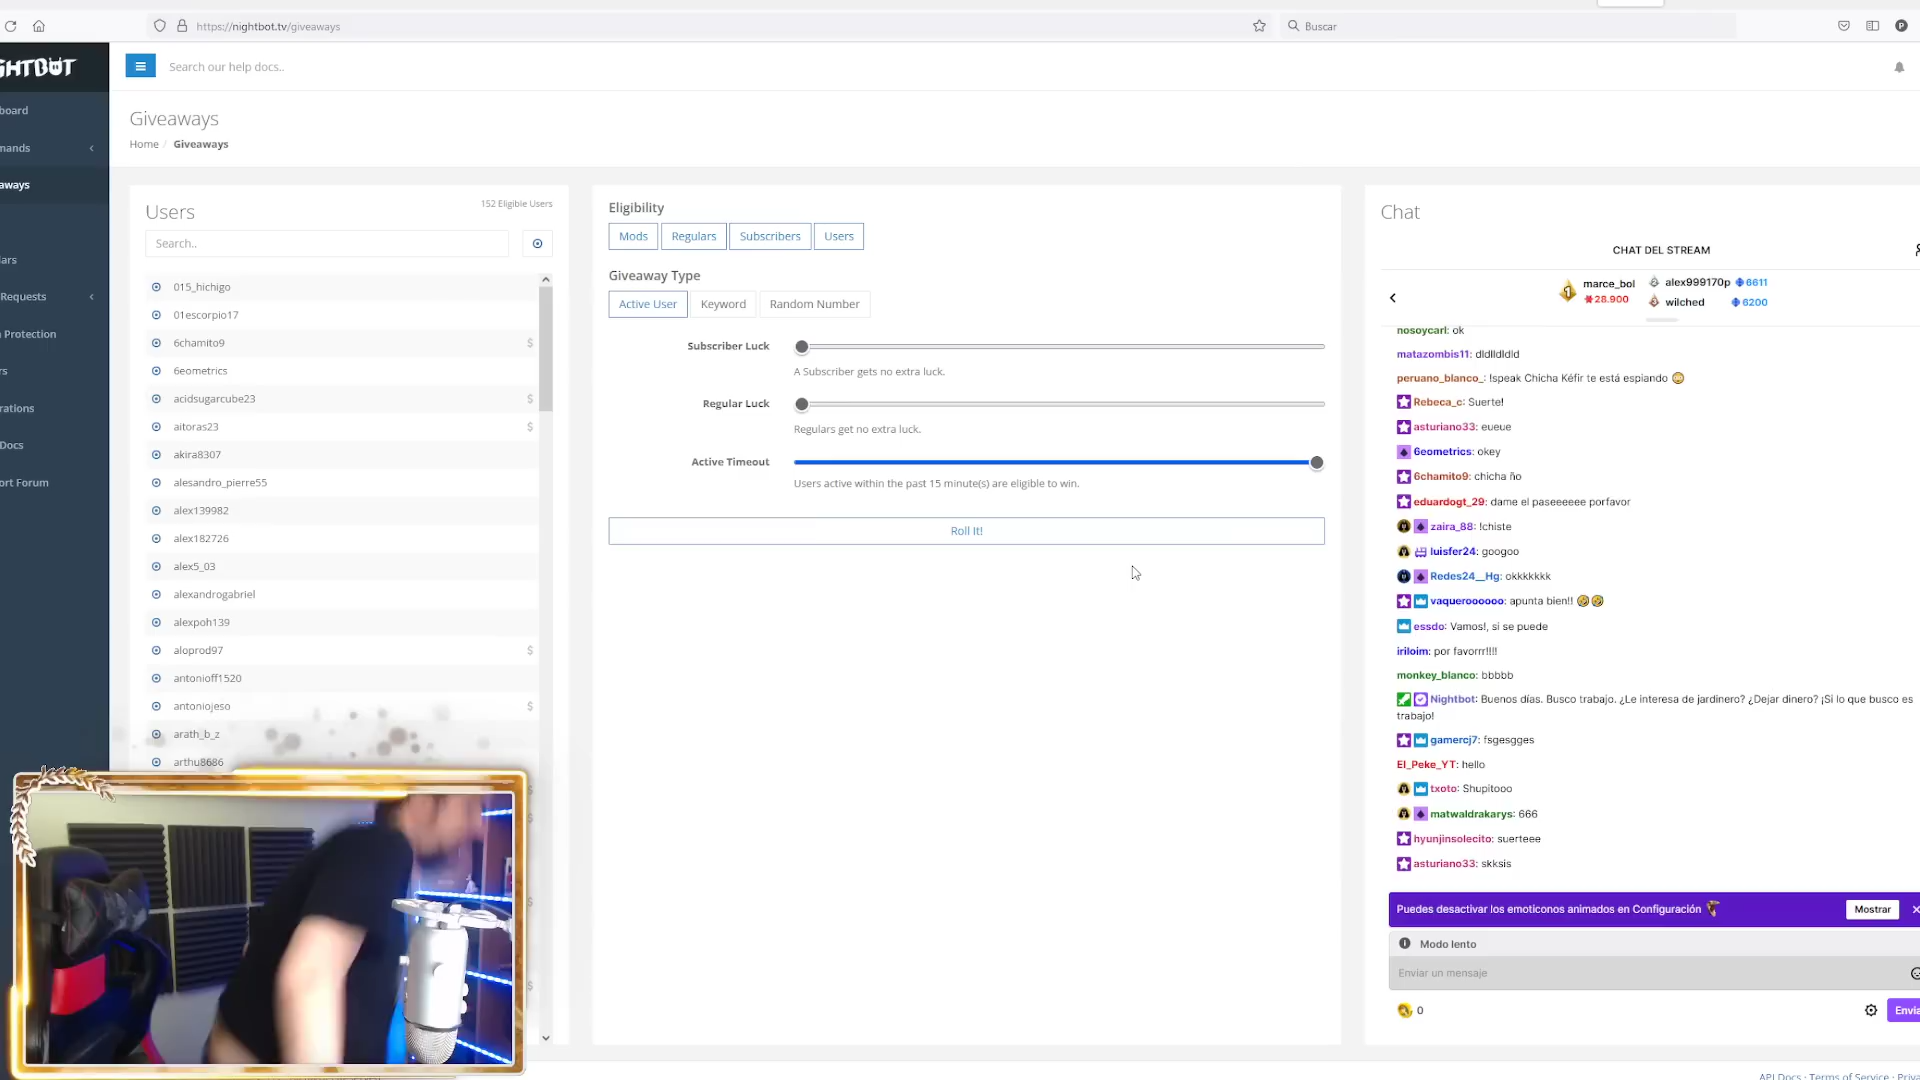 https://nightbot.tv/giveaways
Buscar
P
GHTBOT
board
Search our help docs..
Giveaways
Home / Giveaways
mands
aways
ars
Requests
Protection
rs
rations
Docs
ort Forum
Users
152 Eligible Users
Search..
015_hichigo
01escorpio17
6chamito9 $
6eometrics
acidsugarcube23 $
aitoras23 $
akira8307
alesandro_pierre55
alex139982
alex182726
alex5_03
alexandrogabriel
alexpoh139
aloprod97 $
antonioff1520
antoniojeso $
arath_b_z
arthu8686
Eligibility
Mods Regulars Subscribers Users
Giveaway Type
Active User Keyword Random Number
Subscriber Luck
A Subscriber gets no extra luck.
Regular Luck
Regulars get no extra luck.
Active Timeout
Users active within the past 15 minute(s) are eligible to win.
Roll It!
Chat
CHAT DEL STREAM
1 marce_bol 28.900
alex999170p 6611
wilched 6200
nosoycarl: ok
matazombis11: dldlldldld
peruano_blanco_: !speak Chicha Kéfir te está espiando
Rebeca_c: Suerte!
asturiano33: eueue
6eometrics: okey
6chamito9: chicha ño
eduardogt_29: dame el paseeeeee porfavor
zaira_88: !chiste
luisfer24: googoo
Redes24__Hg: okkkkkkk
vaqueroooooo: apunta bien!!
essdo: Vamos!, si se puede
iriloim: por favorrr!!!!
monkey_blanco: bbbbb
Nightbot: Buenos días. Busco trabajo. ¿Le interesa de jardinero? ¿Dejar dinero? ¡Si lo que busco es
trabajo!
gamercj7: fsgesgges
El_Peke_YT: hello
txoto: Shupitooo
matwaldrakarys: 666
hyunjinsolecito: suerteee
asturiano33: skksis
Puedes desactivar los emoticonos animados en Configuración
Mostrar
Modo lento
Enviar un mensaje
0
Envia
API Docs · Terms of Service · Priva